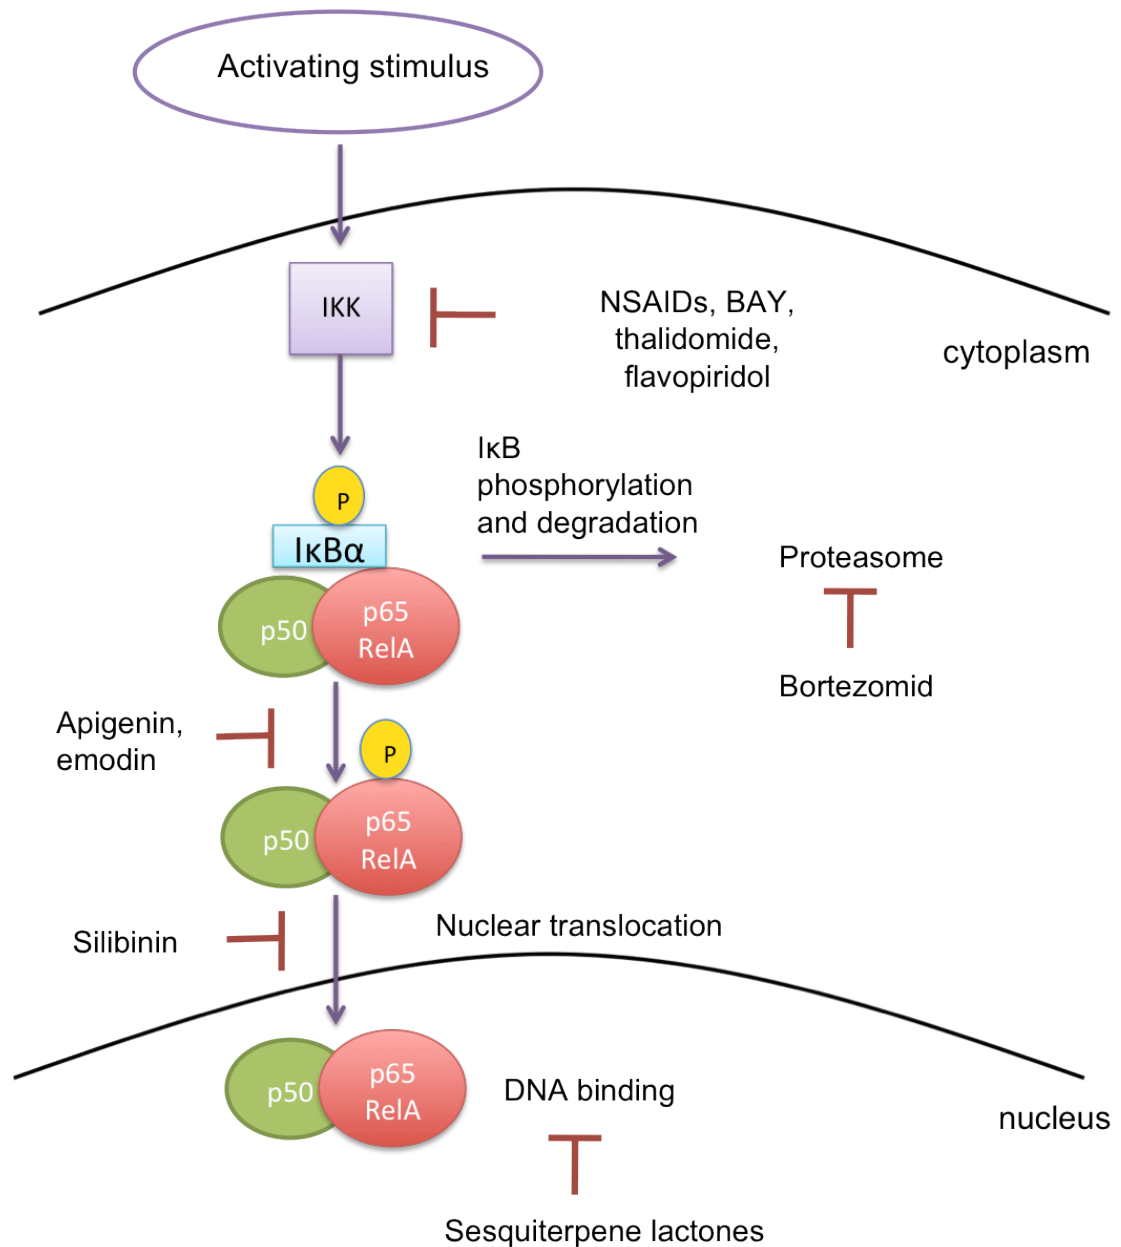 Activating stimulus
IKK
NSAIDs, BAY,
thalidomide,
flavopiridol
cytoplasm
IκB
phosphorylation
and degradation
P
IκBα
Proteasome
p50
p65
RelA
Bortezomid
Apigenin,
emodin
P
p50
p65
RelA
Silibinin
Nuclear translocation
p50
p65
RelA
DNA binding
nucleus
Sesquiterpene lactones